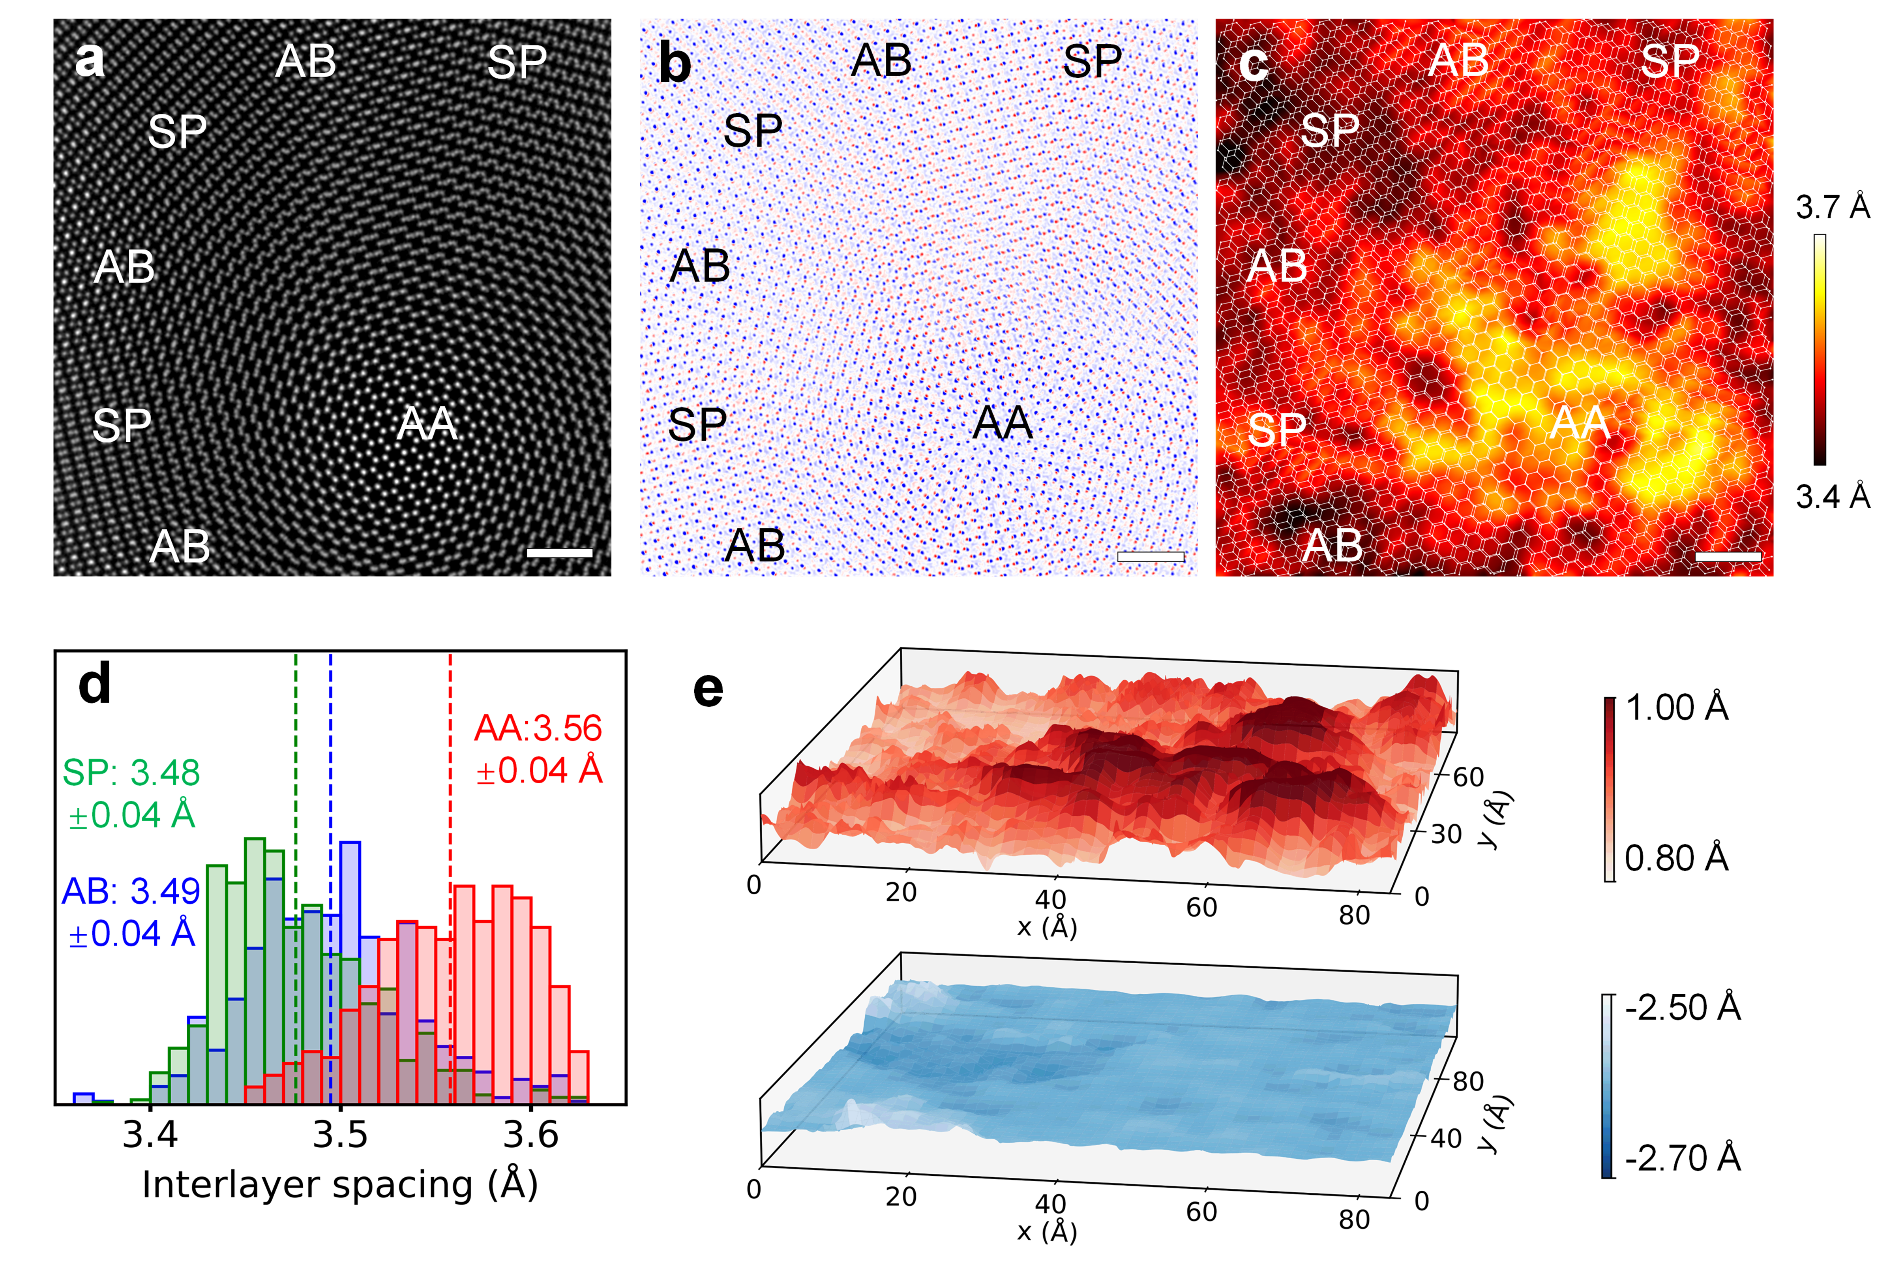 a
AB
SP
SP
AB
SP
AA
AB
b
AB
SP
SP
AB
SP
AA
AB
c
AB
SP
SP
AB
SP
AA
AB
3.7 Å
3.4 Å
d
AA:3.56
±0.04 Å
SP: 3.48
±0.04 Å
AB: 3.49
±0.04 Å
3.4
3.5
3.6
Interlayer spacing (Å)
e
60
30
0
y (Å)
0
20
40
60
80
x (Å)
1.00 Å
0.80 Å
80
40
0
y (Å)
0
20
40
60
80
x (Å)
-2.50 Å
-2.70 Å